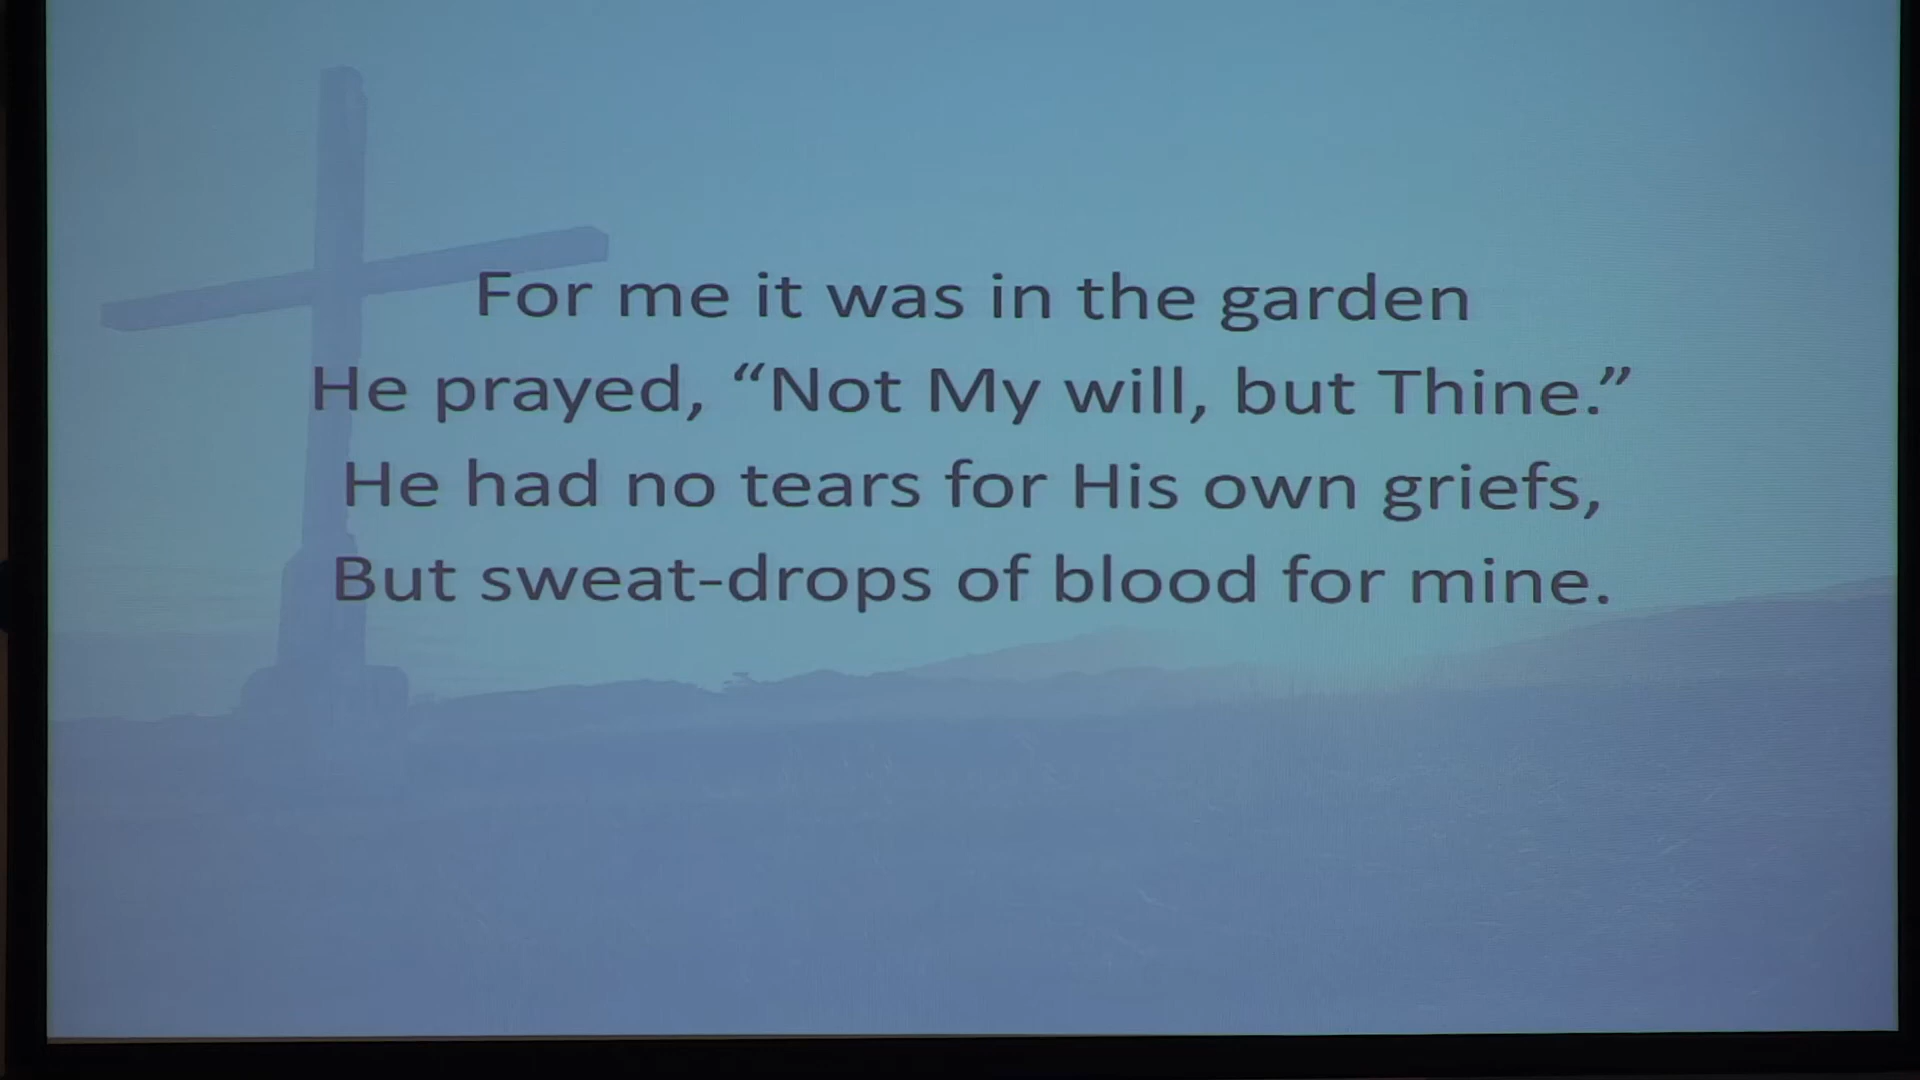 For me it was in the garden
He prayed, “Not My will, but Thine.”
He had no tears for His own griefs,
But sweat-drops of blood for mine.